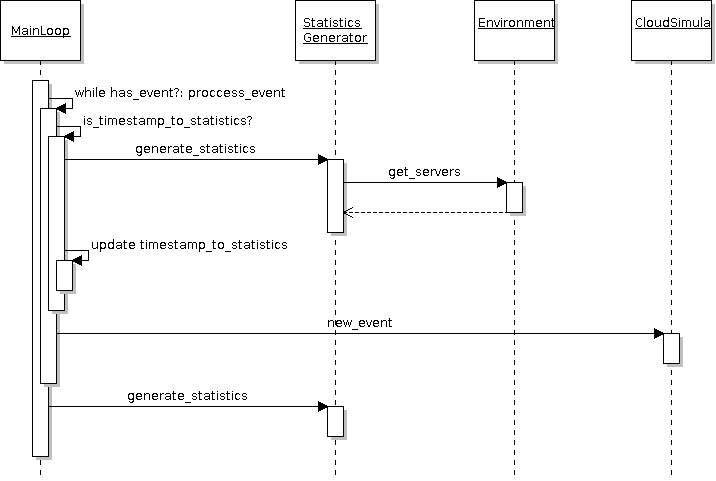 MainLoop
Statistics
Generator
Environment
CloudSimula
while has_event?: proccess_event
is_timestamp_to_statistics?
generate_statistics
get_servers
update timestamp_to_statistics
new_event
generate_statistics